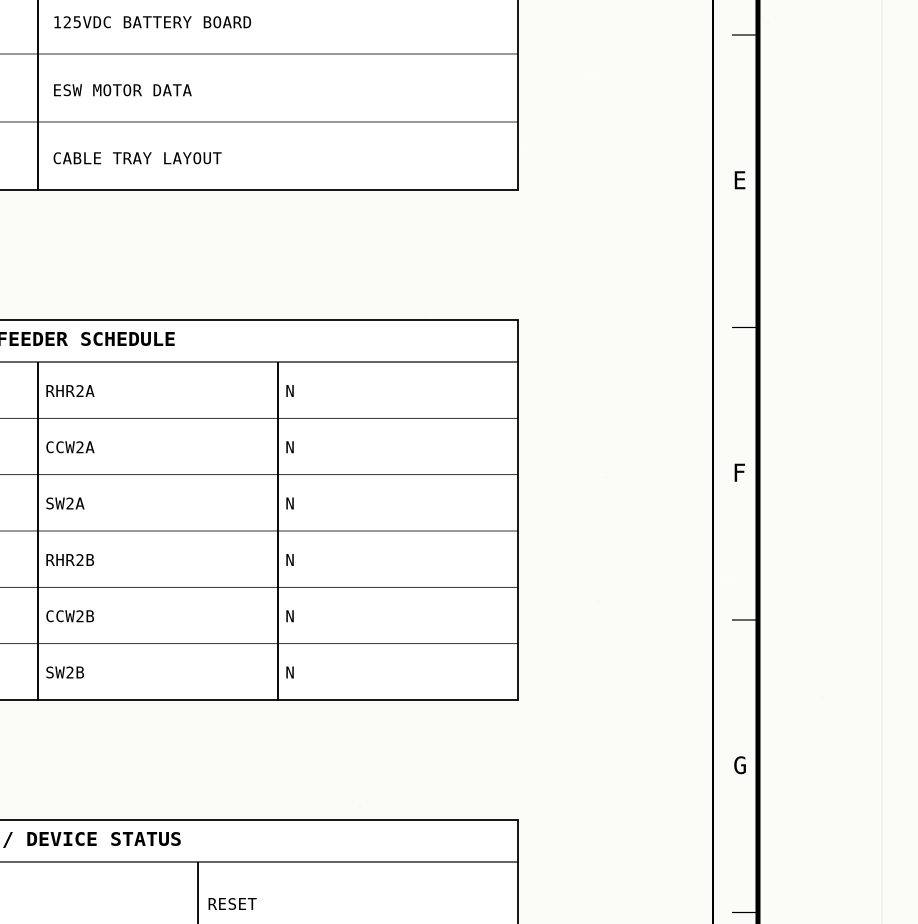 125VDC BATTERY BOARD
ESW MOTOR DATA
CABLE TRAY LAYOUT
E
FEEDER SCHEDULE
RHR2A N
CCW2A N
F
SW2A N
RHR2B N
CCW2B N
SW2B N
G
/ DEVICE STATUS
RESET